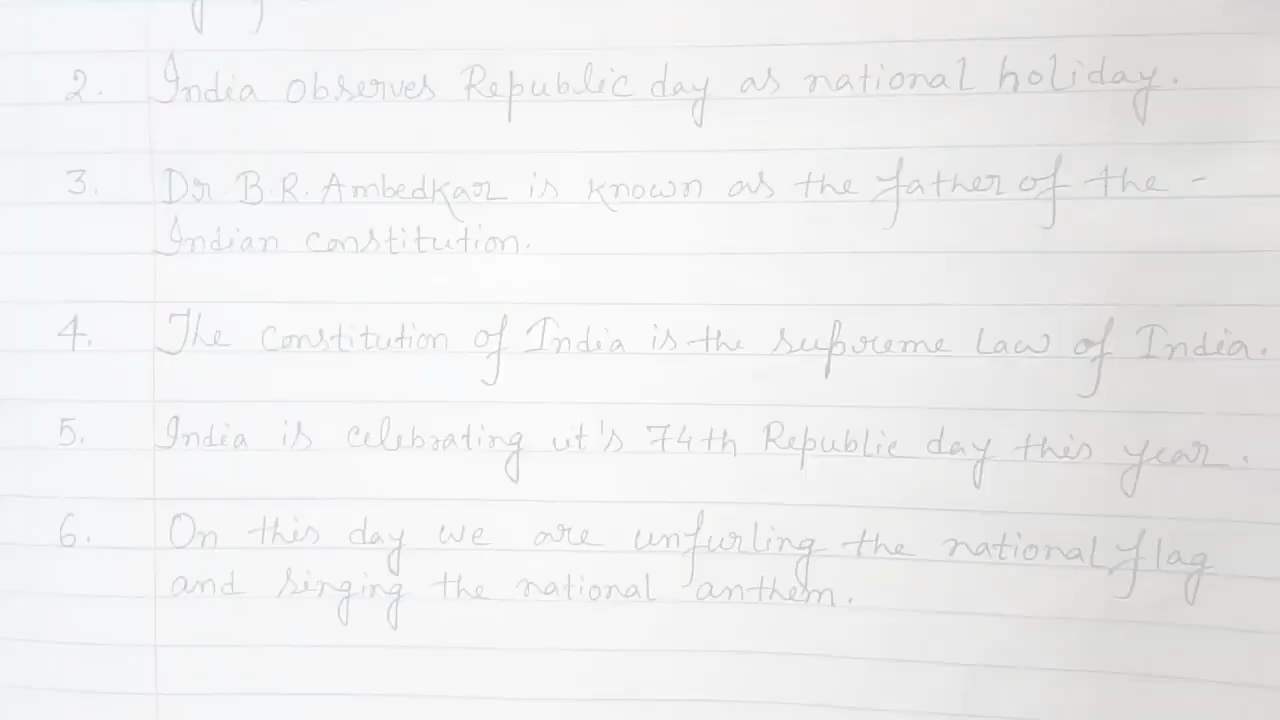 2. India observes Republic day as national holiday.
3. Dr B.R. Ambedkar is known as the father of the -
Indian constitution.
4. The constitution of India is the supreme law of India.
5. India is celebrating it's 74th Republic day this year.
6. On this day we are unfurling the national flag
and singing the national anthem.